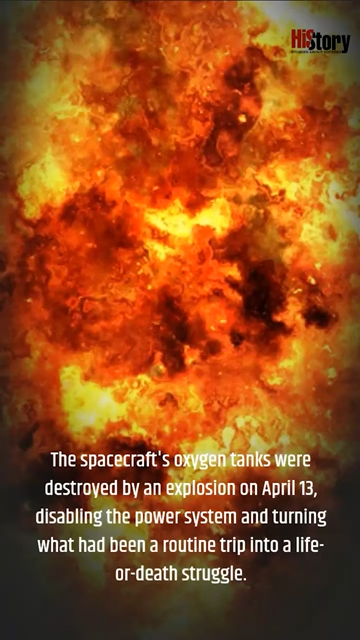 HiStory
The spacecraft's oxygen tanks were
destroyed by an explosion on April 13,
disabling the power system and turning
what had been a routine trip into a life-
or-death struggle.